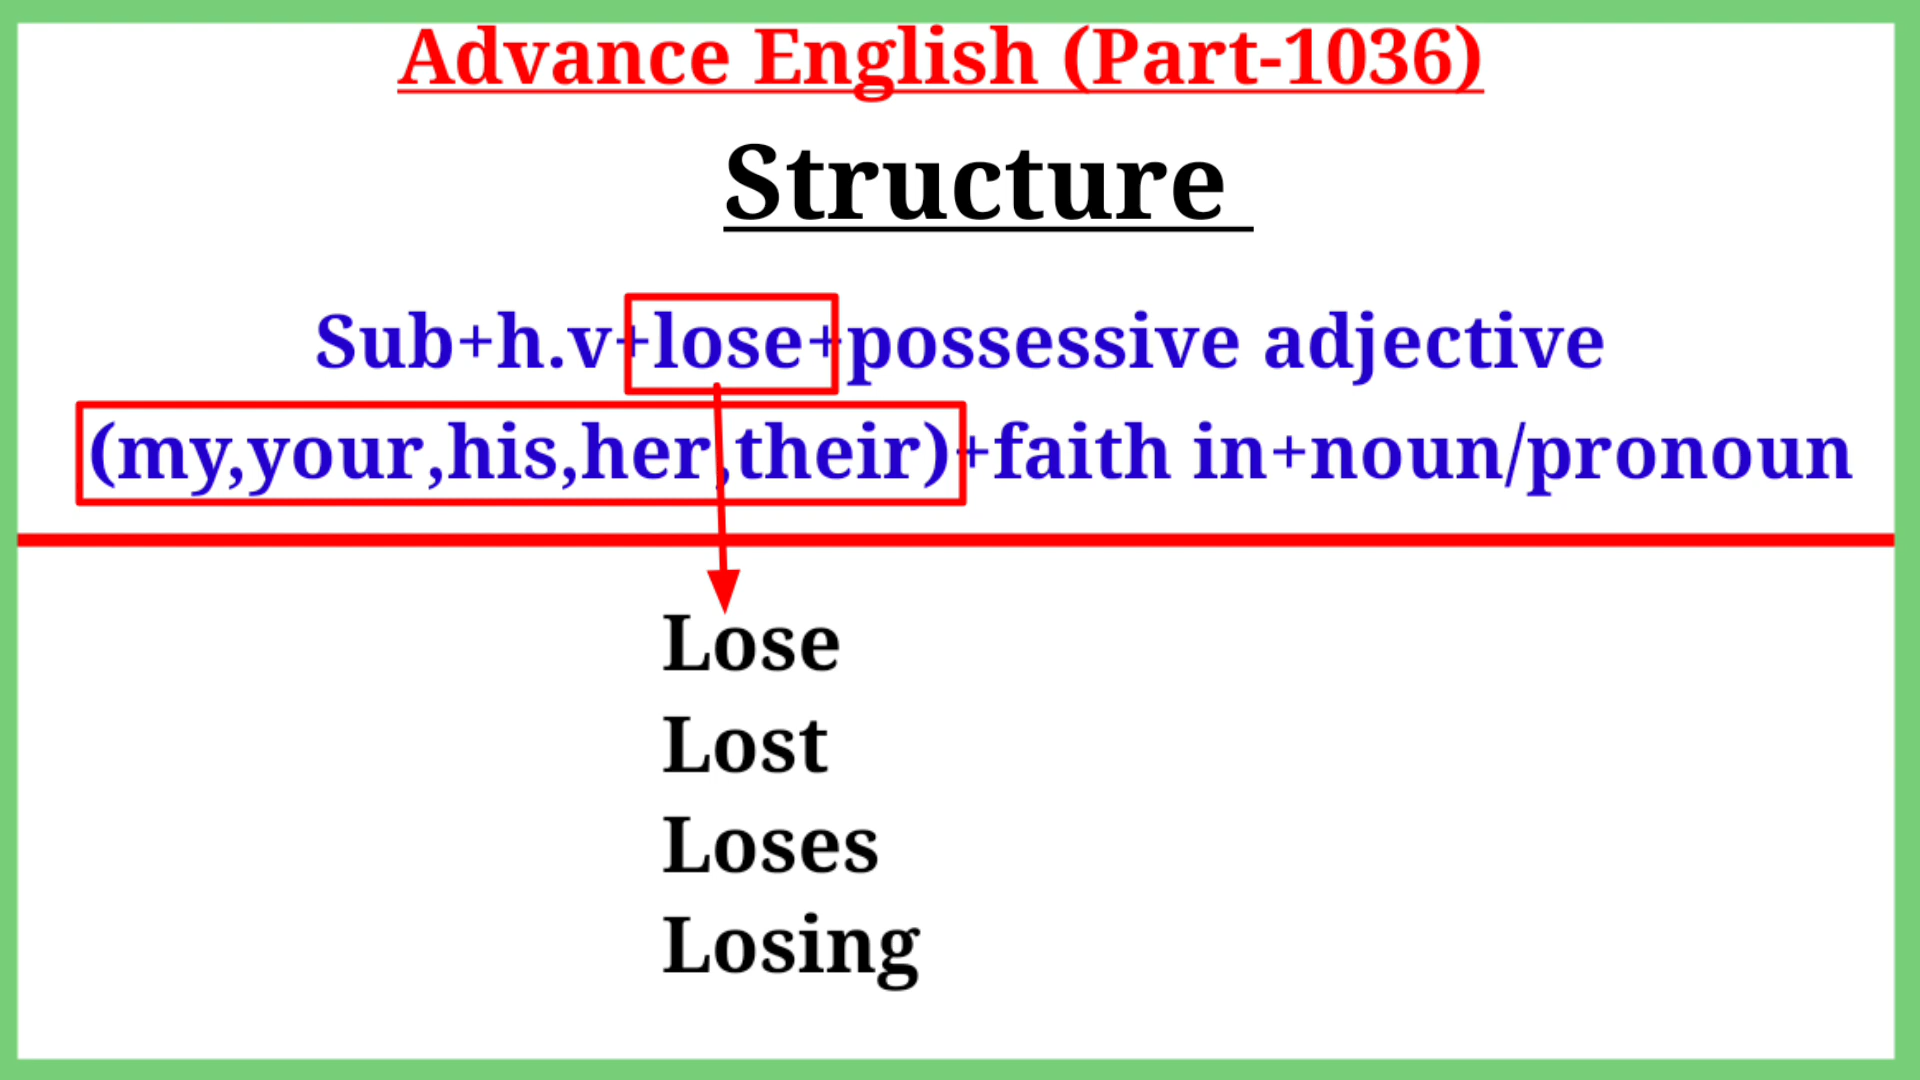 Advance English (Part-1036)
Structure
Sub+h.v+lose+possessive adjective
(my,your,his,her,their)+faith in+noun/pronoun
Lose
Lost
Loses
Losing